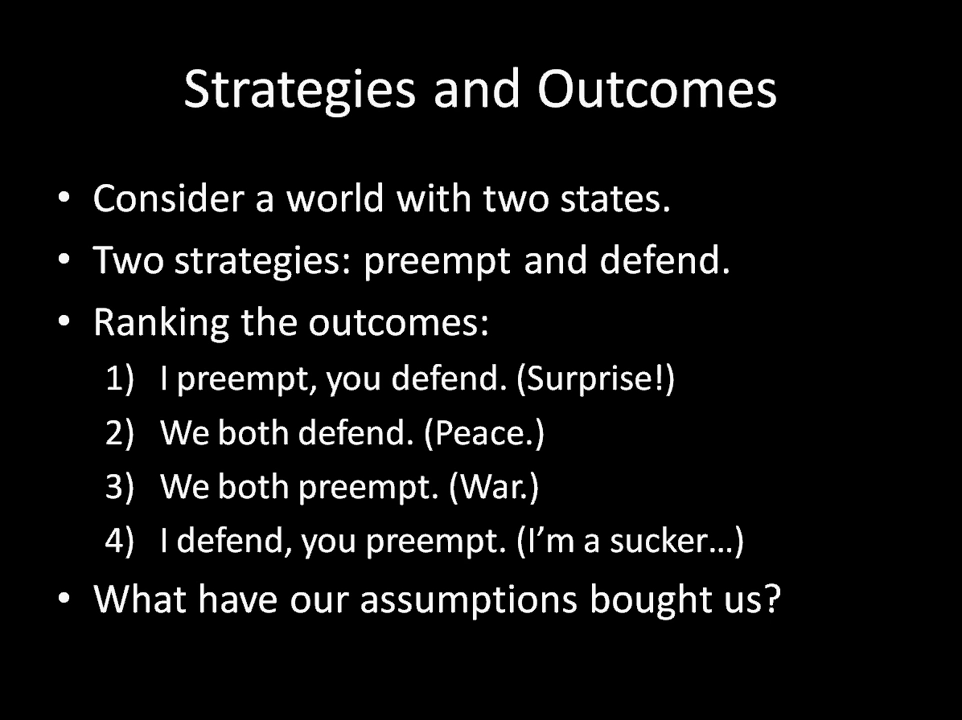 Strategies and Outcomes
• Consider a world with two states.
• Two strategies: preempt and defend.
• Ranking the outcomes:
1) I preempt, you defend. (Surprise!)
2) We both defend. (Peace.)
3) We both preempt. (War.)
4) I defend, you preempt. (I’m a sucker…)
• What have our assumptions bought us?